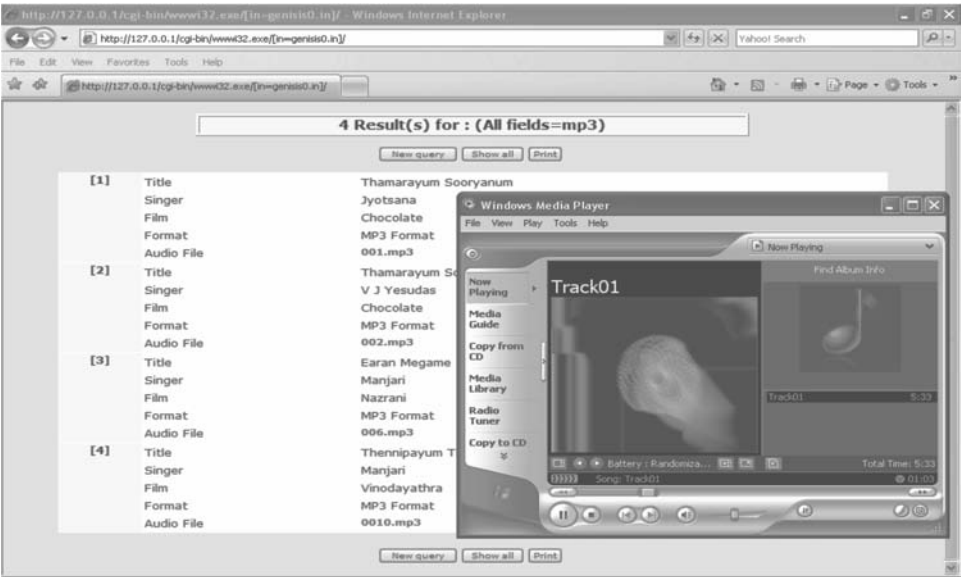 http://127.0.0.1/cgi-bin/wwwi32.exe/[in=genisis0.in]/ - Windows Internet Explorer
http://127.0.0.1/cgi-bin/wwwi32.exe/[in=genisis0.in]/
Yahoo! Search
File Edit View Favorites Tools Help
http://127.0.0.1/cgi-bin/wwwi32.exe/[in=genisis0.in]/
Page Tools
4 Result(s) for : (All fields=mp3)
New query Show all Print
[1] Title Thamarayum Sooryanum
Singer Jyotsana
Film Chocolate
Format MP3 Format
Audio File 001.mp3
[2] Title Thamarayum So
Singer V J Yesudas
Film Chocolate
Format MP3 Format
Audio File 002.mp3
[3] Title Earan Megame
Singer Manjari
Film Nazrani
Format MP3 Format
Audio File 006.mp3
[4] Title Thennipayum T
Singer Manjari
Film Vinodayathra
Format MP3 Format
Audio File 0010.mp3
New query Show all Print
Windows Media Player
File View Play Tools Help
Now Playing
Now
Playing
Media
Guide
Copy from
CD
Media
Library
Radio
Tuner
Copy to CD
Track01
Find Album Info
Track01 5:33
Battery : Randomiza...
Total Time: 5:33
Song: Track01 01:03